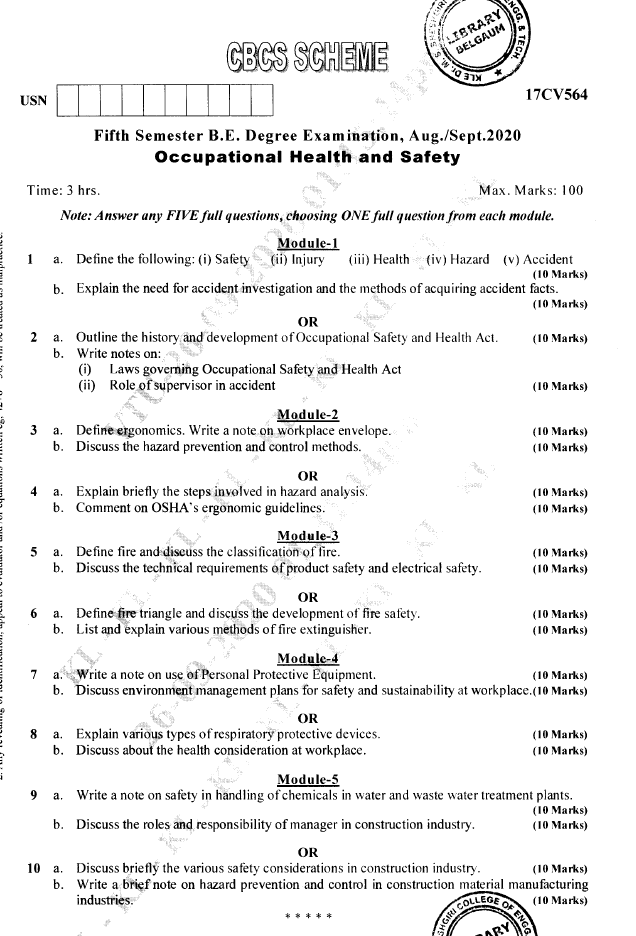 CBCS SCHEME
LIBRARY
BELGAUM
USN
17CV564
Fifth Semester B.E. Degree Examination, Aug./Sept.2020
Occupational Health and Safety
Time: 3 hrs.
Max. Marks: 100
Note: Answer any FIVE full questions, choosing ONE full question from each module.
Module-1
1 a. Define the following: (i) Safety (ii) Injury (iii) Health (iv) Hazard (v) Accident
(10 Marks)
b. Explain the need for accident investigation and the methods of acquiring accident facts.
(10 Marks)
OR
2 a. Outline the history and development of Occupational Safety and Health Act. (10 Marks)
b. Write notes on:
(i) Laws governing Occupational Safety and Health Act
(ii) Role of supervisor in accident (10 Marks)
Module-2
3 a. Define ergonomics. Write a note on workplace envelope. (10 Marks)
b. Discuss the hazard prevention and control methods. (10 Marks)
OR
4 a. Explain briefly the steps involved in hazard analysis. (10 Marks)
b. Comment on OSHA's ergonomic guidelines. (10 Marks)
Module-3
5 a. Define fire and discuss the classification of fire. (10 Marks)
b. Discuss the technical requirements of product safety and electrical safety. (10 Marks)
OR
6 a. Define fire triangle and discuss the development of fire safety. (10 Marks)
b. List and explain various methods of fire extinguisher. (10 Marks)
Module-4
7 a. Write a note on use of Personal Protective Equipment. (10 Marks)
b. Discuss environment management plans for safety and sustainability at workplace.(10 Marks)
OR
8 a. Explain various types of respiratory protective devices. (10 Marks)
b. Discuss about the health consideration at workplace. (10 Marks)
Module-5
9 a. Write a note on safety in handling of chemicals in water and waste water treatment plants.
(10 Marks)
b. Discuss the roles and responsibility of manager in construction industry. (10 Marks)
OR
10 a. Discuss briefly the various safety considerations in construction industry. (10 Marks)
b. Write a brief note on hazard prevention and control in construction material manufacturing
industries. (10 Marks)
* * * * *